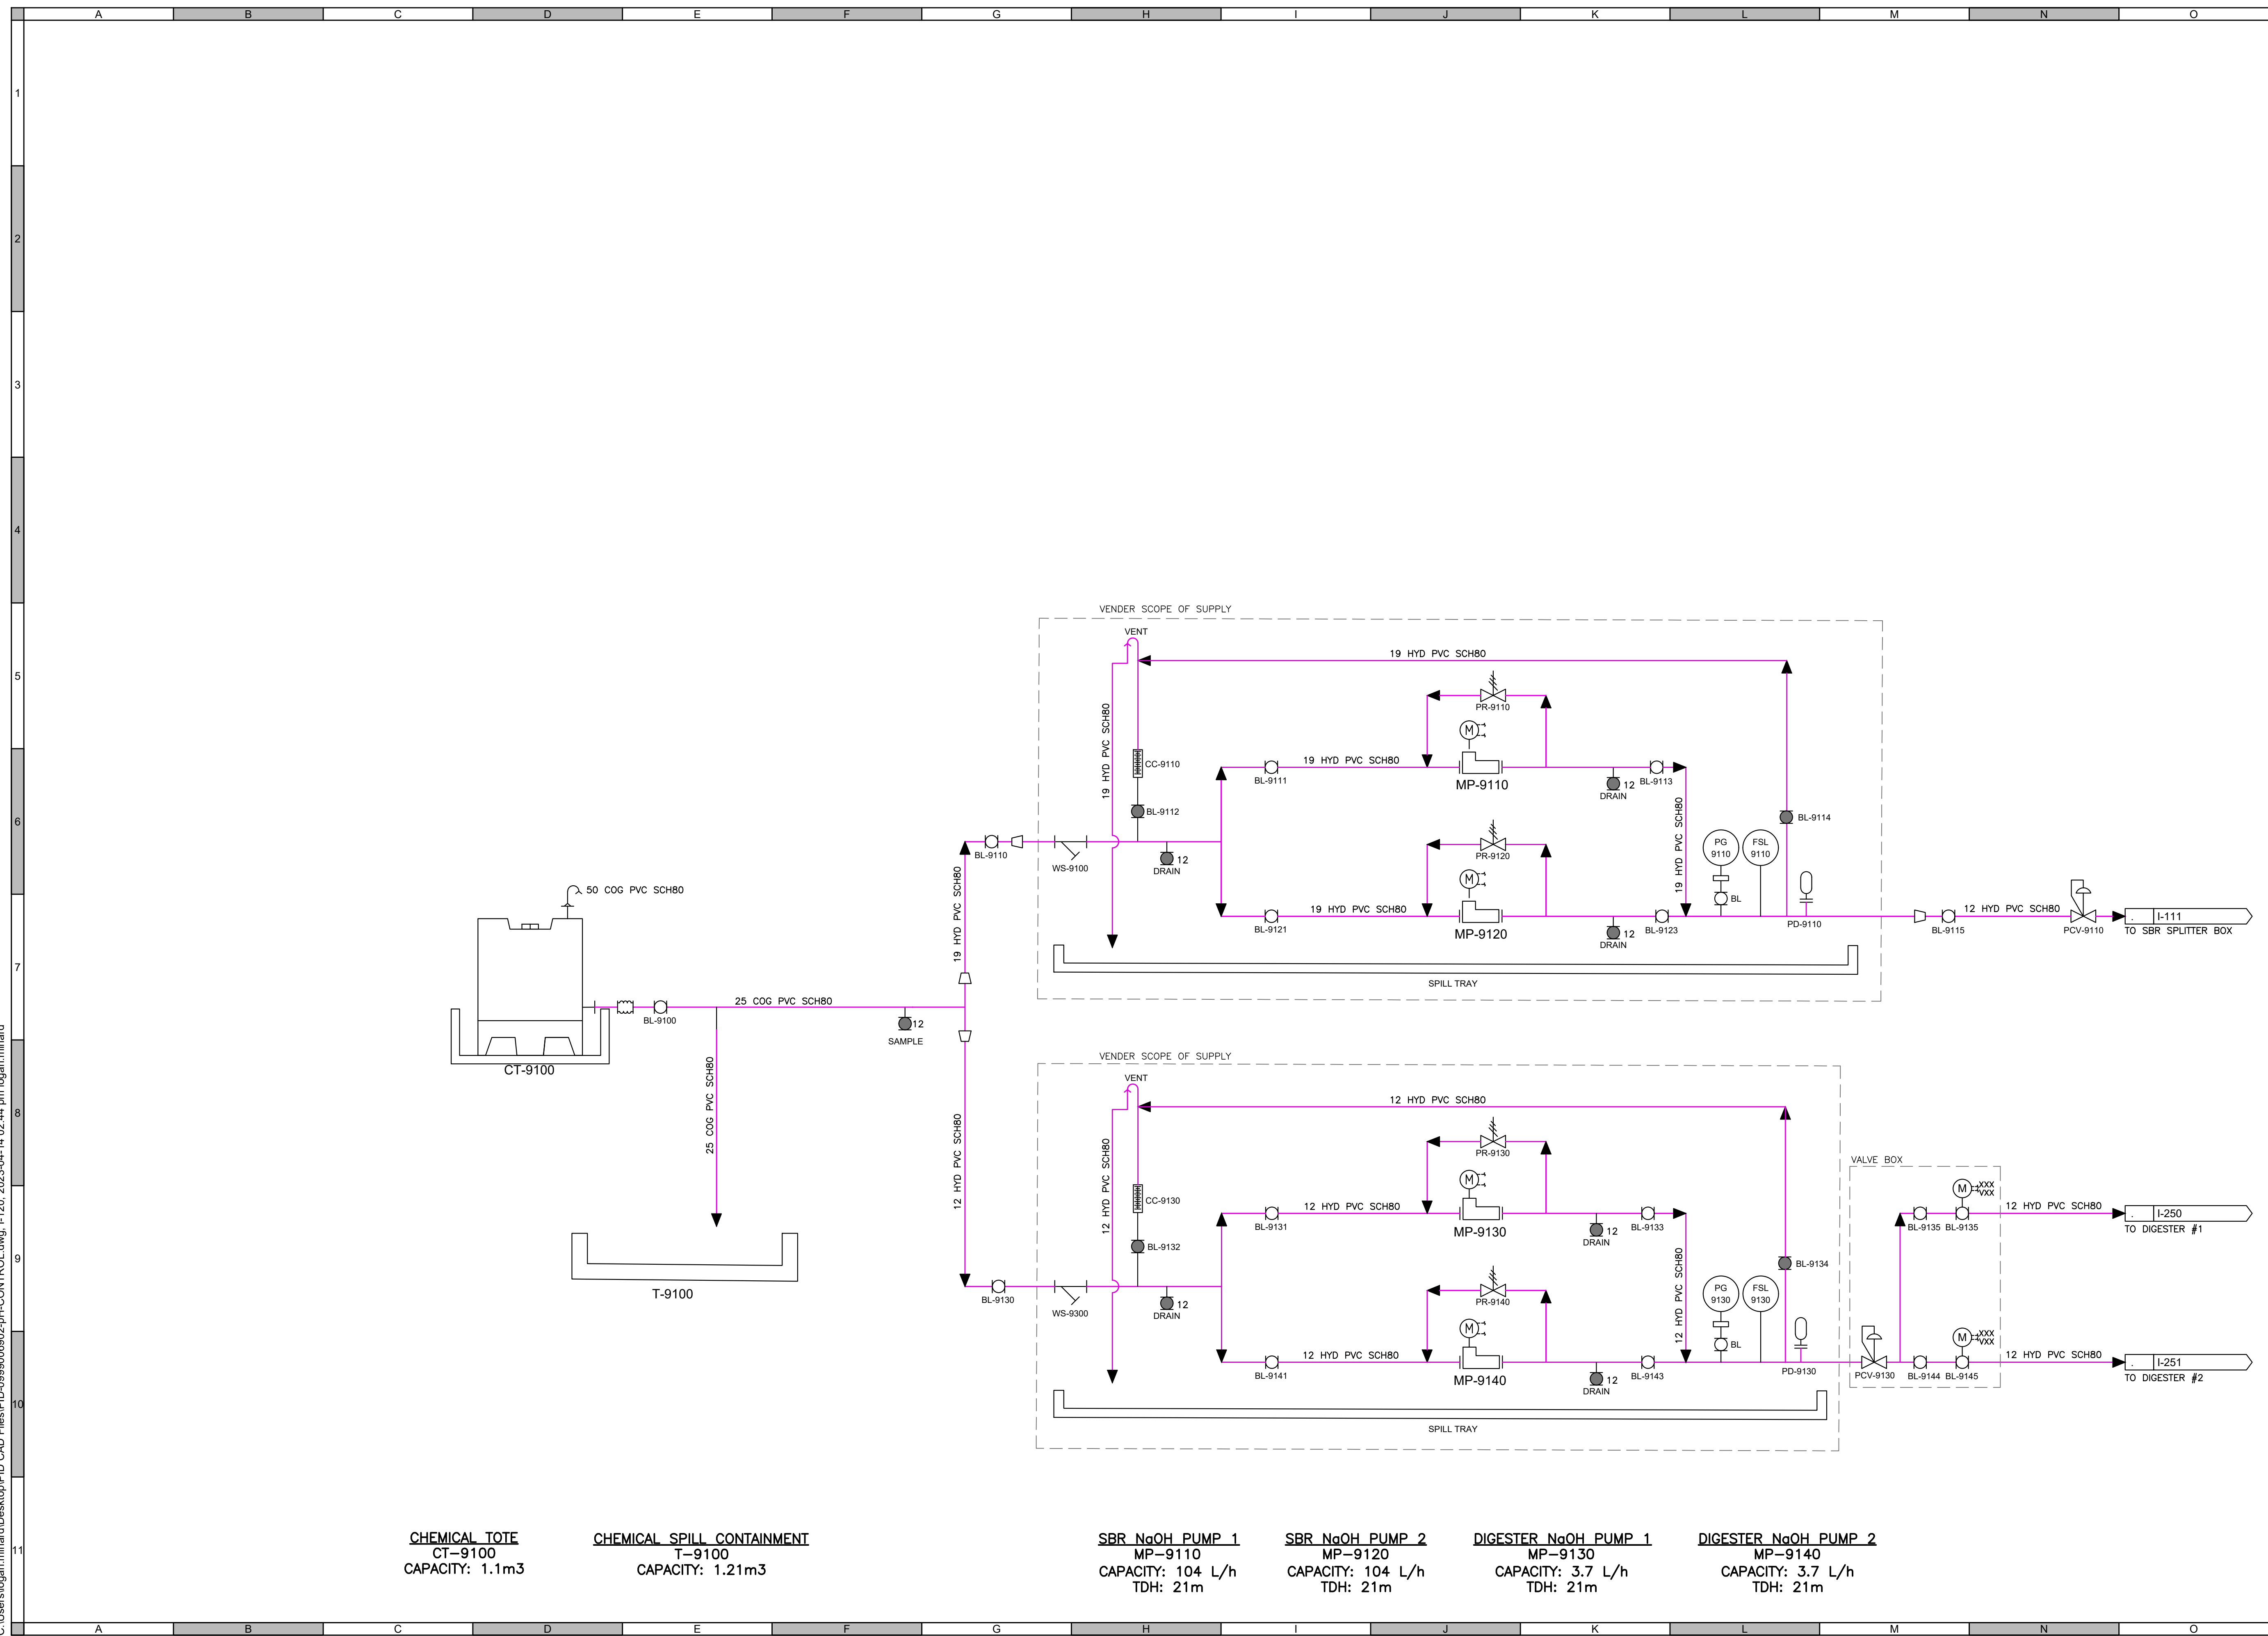 A B C D E F G H I J K L M N O
1
2
3
4
5
6
7
8
9
10
11
VENDER SCOPE OF SUPPLY
VENT
19 HYD PVC SCH80
PR-9110
M
19 HYD PVC SCH80
CC-9110
19 HYD PVC SCH80
BL-9111
MP-9110
12
DRAIN
BL-9113
BL-9112
19 HYD PVC SCH80
BL-9114
PR-9120
M
PG
9110
FSL
9110
BL
BL-9110
WS-9100
12
DRAIN
19 HYD PVC SCH80
19 HYD PVC SCH80
BL-9121
MP-9120
12
DRAIN
BL-9123
PD-9110
BL-9115
12 HYD PVC SCH80
PCV-9110
. I-111
TO SBR SPLITTER BOX
SPILL TRAY
50 COG PVC SCH80
CT-9100
BL-9100
25 COG PVC SCH80
12
SAMPLE
25 COG PVC SCH80
T-9100
VENDER SCOPE OF SUPPLY
VENT
12 HYD PVC SCH80
12 HYD PVC SCH80
12 HYD PVC SCH80
PR-9130
M
CC-9130
BL-9131
12 HYD PVC SCH80
MP-9130
12
DRAIN
BL-9133
BL-9132
12 HYD PVC SCH80
BL-9134
PR-9140
M
PG
9130
FSL
9130
BL
BL-9130
WS-9300
12
DRAIN
BL-9141
12 HYD PVC SCH80
MP-9140
12
DRAIN
BL-9143
PD-9130
SPILL TRAY
VALVE BOX
M
XXX
VXX
BL-9135 BL-9135
12 HYD PVC SCH80
. I-250
TO DIGESTER #1
M
XXX
VXX
PCV-9130 BL-9144 BL-9145
12 HYD PVC SCH80
. I-251
TO DIGESTER #2
CHEMICAL TOTE
CT-9100
CAPACITY: 1.1m3
CHEMICAL SPILL CONTAINMENT
T-9100
CAPACITY: 1.21m3
SBR NaOH PUMP 1
MP-9110
CAPACITY: 104 L/h
TDH: 21m
SBR NaOH PUMP 2
MP-9120
CAPACITY: 104 L/h
TDH: 21m
DIGESTER NaOH PUMP 1
MP-9130
CAPACITY: 3.7 L/h
TDH: 21m
DIGESTER NaOH PUMP 2
MP-9140
CAPACITY: 3.7 L/h
TDH: 21m
A B C D E F G H I J K L M N O